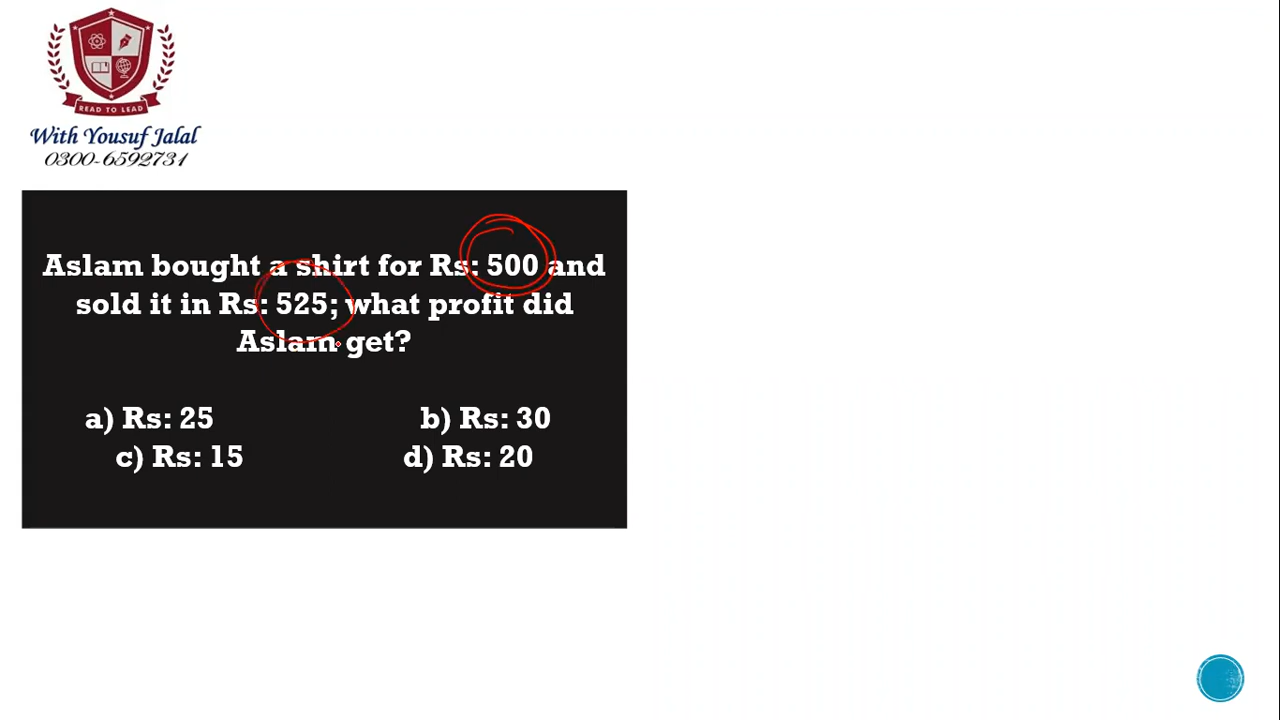 READ TO LEAD
With Yousuf Jalal
0300-6592731
Aslam bought a shirt for Rs: 500 and
sold it in Rs: 525; what profit did
Aslam get?
a) Rs: 25 b) Rs: 30
c) Rs: 15 d) Rs: 20